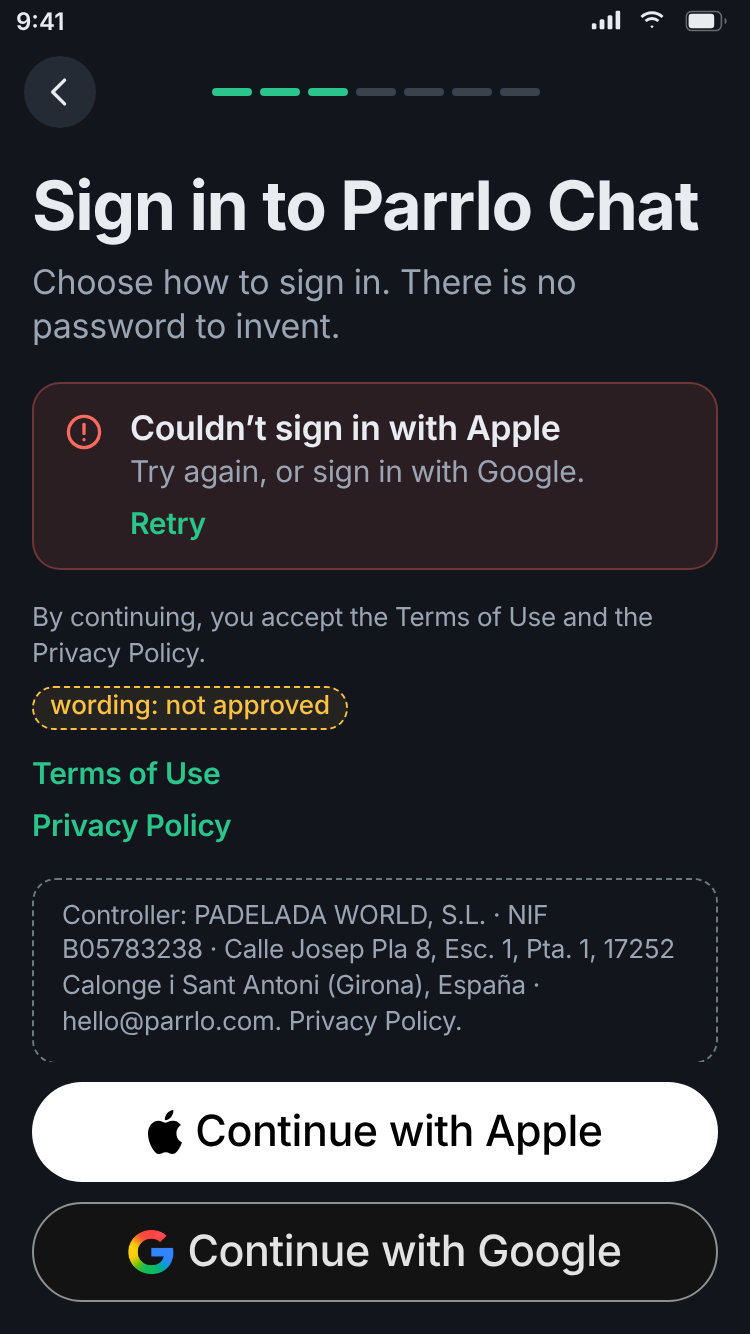 9:41
Sign in to Parrlo Chat
Choose how to sign in. There is no
password to invent.
Couldn’t sign in with Apple
Try again, or sign in with Google.
Retry
By continuing, you accept the Terms of Use and the
Privacy Policy.
wording: not approved
Terms of Use
Privacy Policy
Controller: PADELADA WORLD, S.L. · NIF
B05783238 · Calle Josep Pla 8, Esc. 1, Pta. 1, 17252
Calonge i Sant Antoni (Girona), España ·
hello@parrlo.com. Privacy Policy.
Continue with Apple
Continue with Google